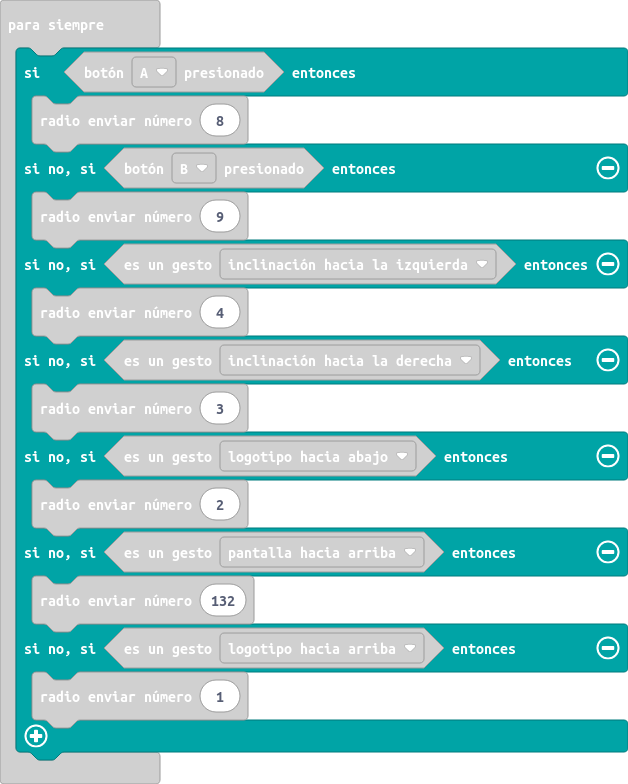 para siempre
si botón A presionado entonces
radio enviar número 8
si no, si botón B presionado entonces
radio enviar número 9
si no, si es un gesto inclinación hacia la izquierda entonces
radio enviar número 4
si no, si es un gesto inclinación hacia la derecha entonces
radio enviar número 3
si no, si es un gesto logotipo hacia abajo entonces
radio enviar número 2
si no, si es un gesto pantalla hacia arriba entonces
radio enviar número 132
si no, si es un gesto logotipo hacia arriba entonces
radio enviar número 1